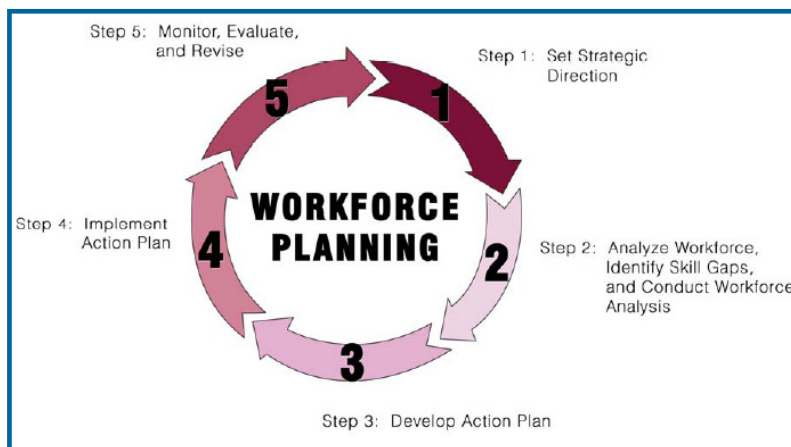 Step 5: Monitor, Evaluate,
and Revise
Step 1: Set Strategic
Direction
5
1
WORKFORCE
PLANNING
Step 4: Implement
Action Plan
4
2
Step 2: Analyze Workforce,
Identify Skill Gaps,
and Conduct Workforce
Analysis
3
Step 3: Develop Action Plan